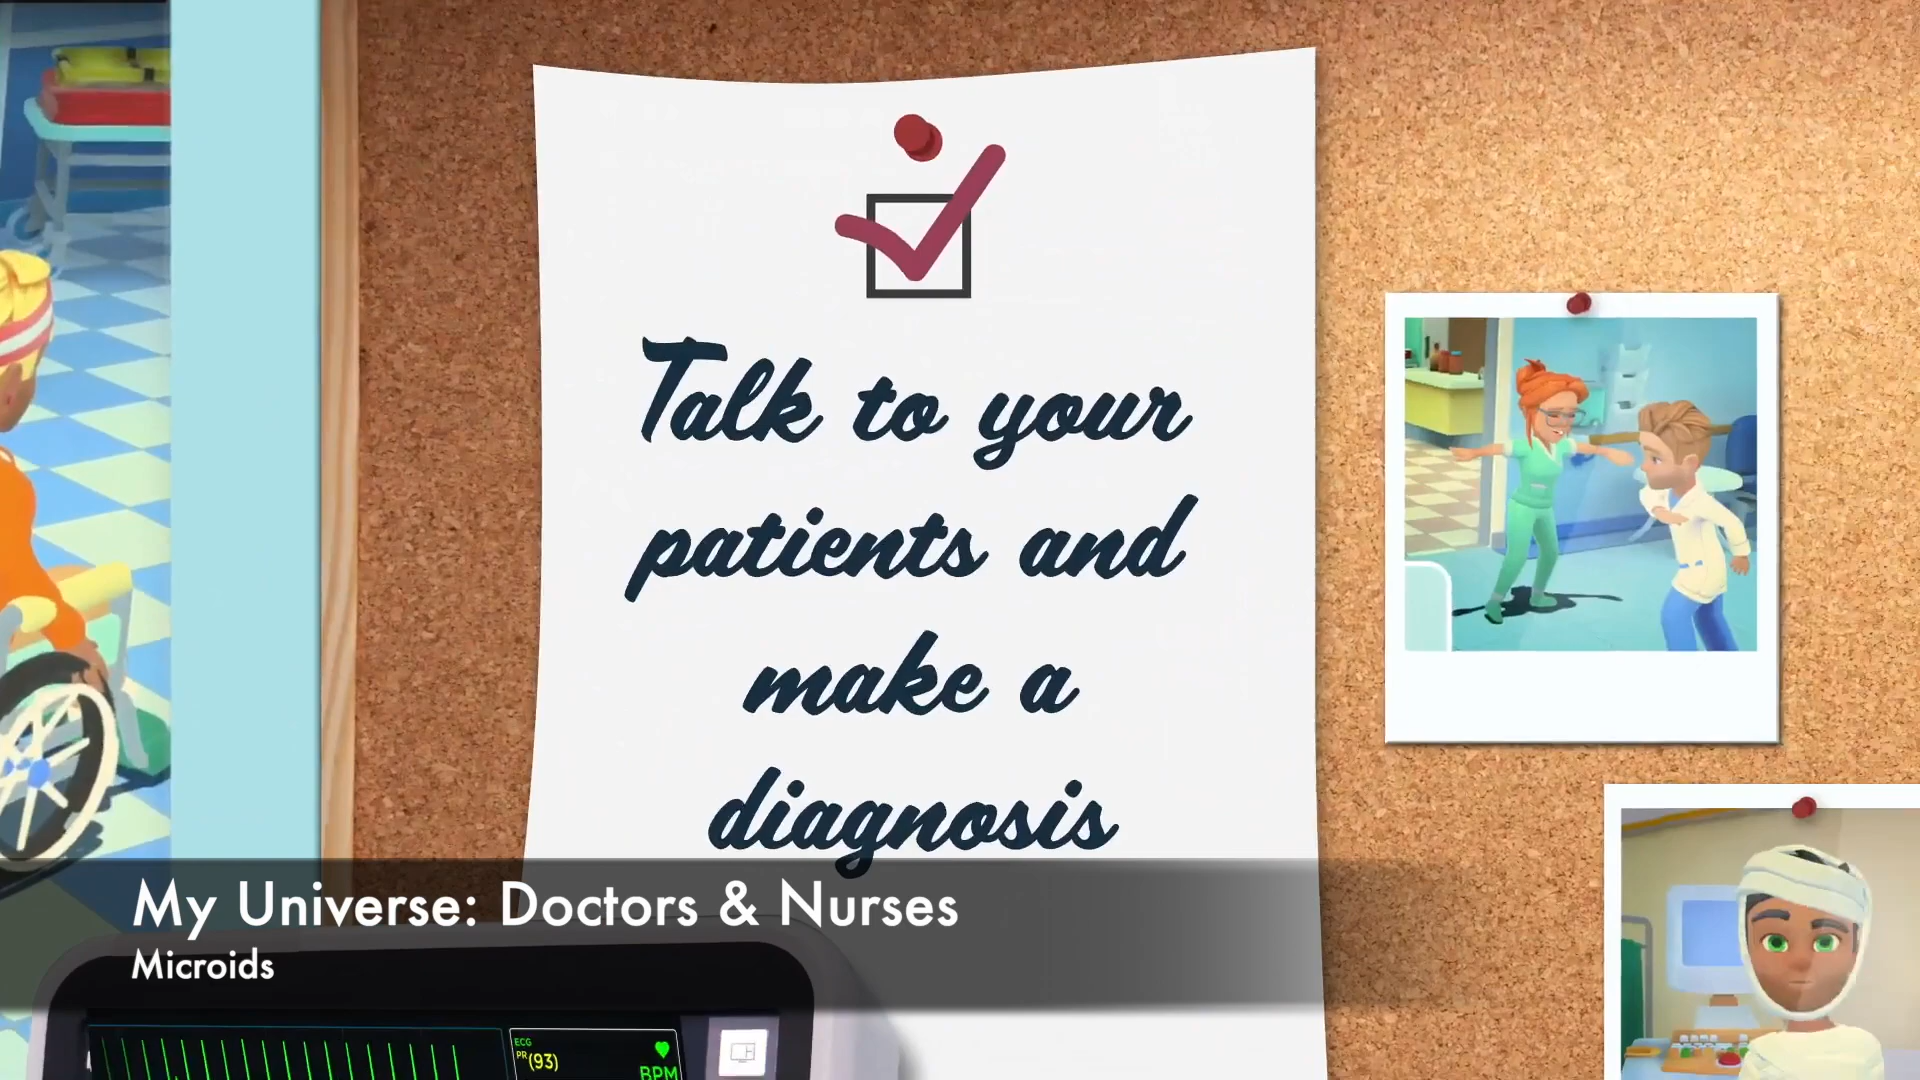 Talk to your
patients and
make a
diagnosis
My Universe: Doctors & Nurses
Microids
ECG
PR (93)
BPM